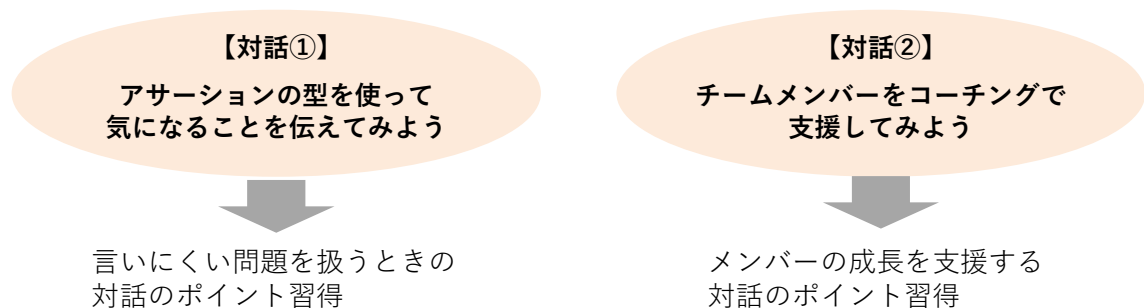 【対話①】
アサーションの型を使って
気になることを伝えてみよう
言いにくい問題を扱うときの
対話のポイント習得
【対話②】
チームメンバーをコーチングで
支援してみよう
メンバーの成長を支援する
対話のポイント習得